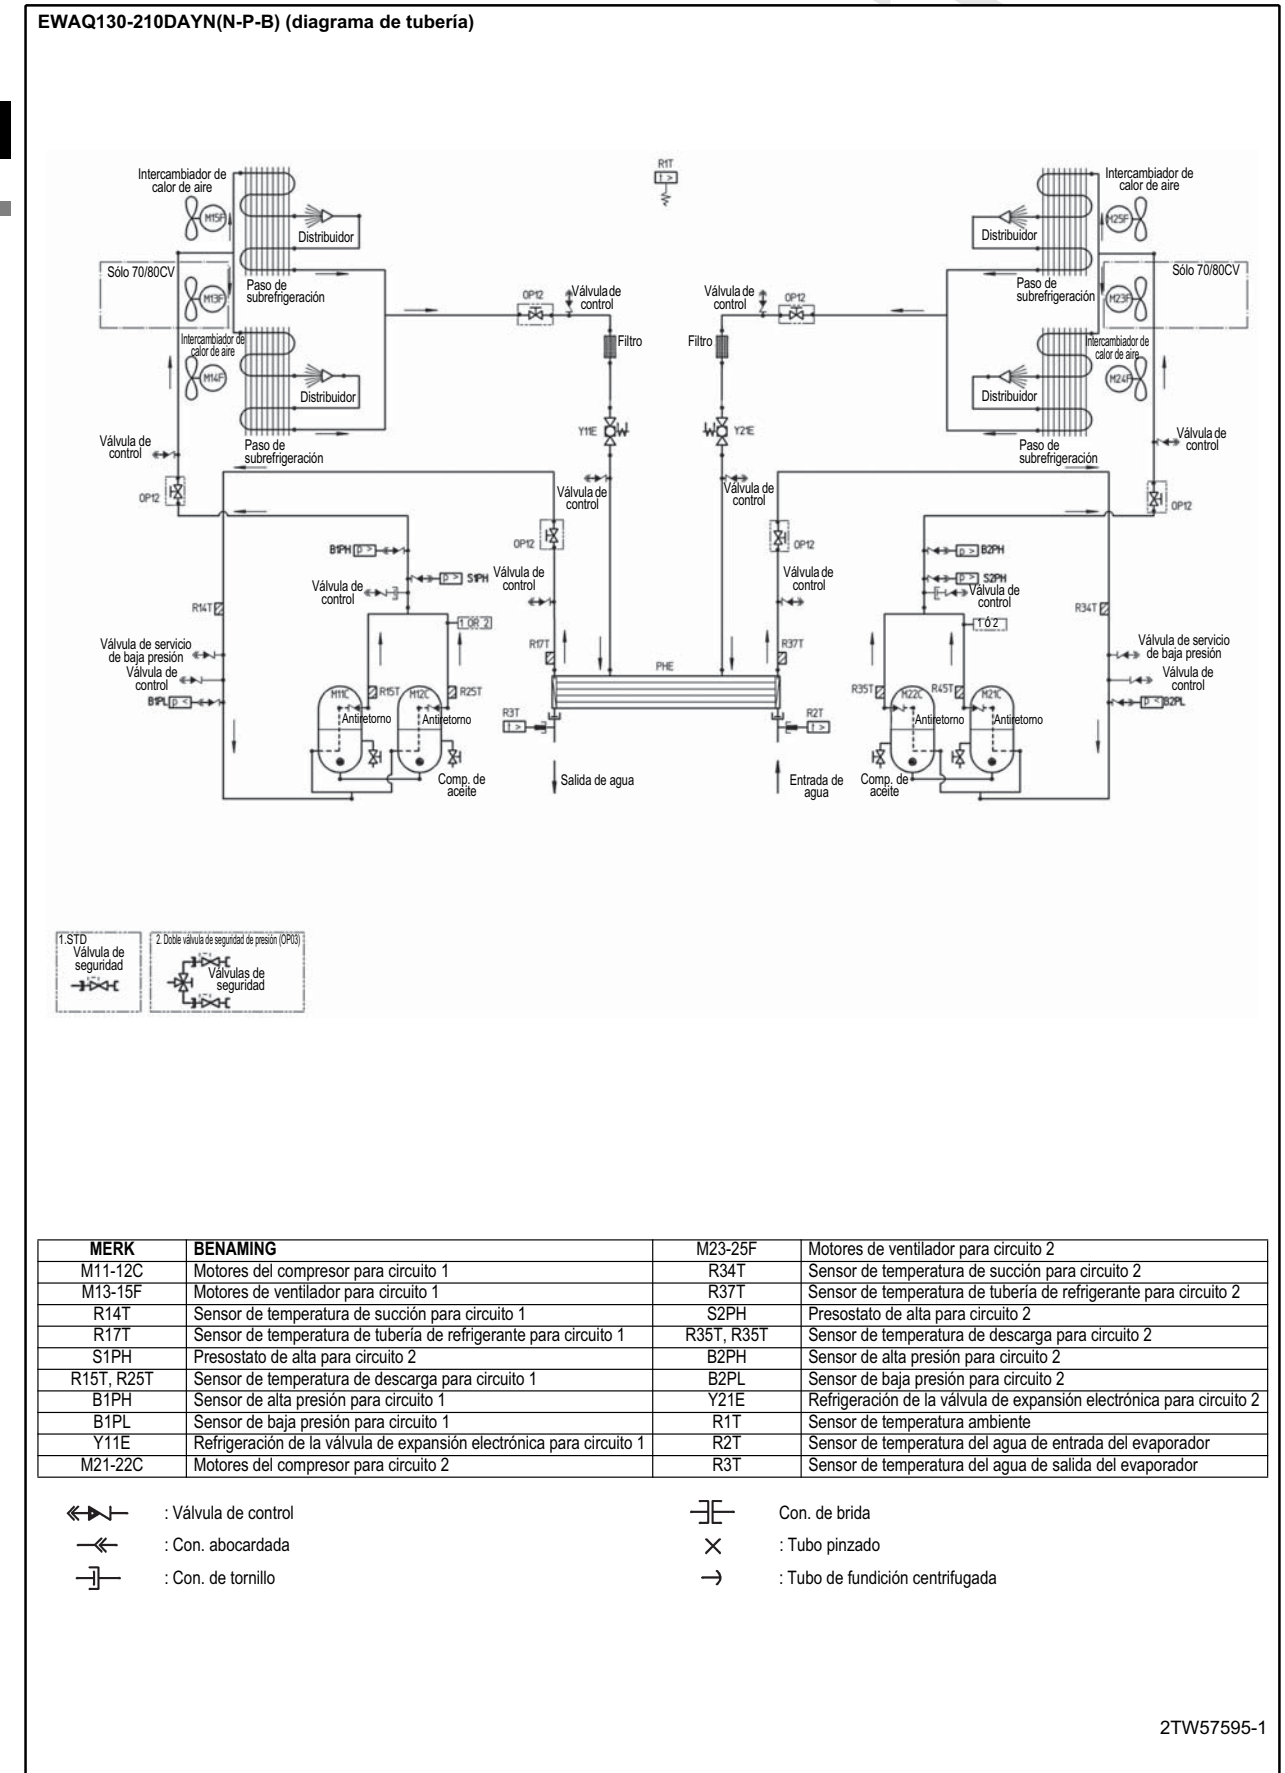 EWAQ130-210DAYN(N-P-B) (diagrama de tubería)
R1T
t >
Intercambiador de
calor de aire
M15F
Distribuidor
Sólo 70/80CV
M13F
Paso de
subrefrigeración
Intercambiador de
calor de aire
M14F
Distribuidor
Paso de
subrefrigeración
Válvula de
control
OP12
OP12
Válvula de
control
Filtro
Y11E
Válvula de
control
Intercambiador de
calor de aire
M25F
Distribuidor
Sólo 70/80CV
M23F
Paso de
subrefrigeración
Intercambiador de
calor de aire
M24F
Distribuidor
Paso de
subrefrigeración
Válvula de
control
OP12
Válvula de
control
OP12
Filtro
Y21E
Válvula de
control
OP12
OP12
B1PH
p >
p >
S1PH
Válvula de
control
Válvula de
control
R14T
1 OR 2
R17T
Válvula de servicio
de baja presión
Válvula de
control
B1PL
p <
M11C
R15T
M12C
R25T
Antiretorno
Antiretorno
Comp. de
aceite
R3T
t >
Salida de agua
PHE
Válvula de
control
R37T
R2T
t >
Entrada de
agua
p >
B2PH
p >
S2PH
Válvula de
control
1 ó 2
R34T
Válvula de servicio
de baja presión
Válvula de
control
p <
B2PL
R35T
M22C
R45T
M21C
Antiretorno
Antiretorno
Comp. de
aceite
1.STD
Válvula de
seguridad
2. Doble válvula de seguridad de presión (OP03)
Válvulas de
seguridad
MERK BENAMING
M11-12C Motores del compresor para circuito 1
M13-15F Motores de ventilador para circuito 1
R14T Sensor de temperatura de succión para circuito 1
R17T Sensor de temperatura de tubería de refrigerante para circuito 1
S1PH Presostato de alta para circuito 2
R15T, R25T Sensor de temperatura de descarga para circuito 1
B1PH Sensor de alta presión para circuito 1
B1PL Sensor de baja presión para circuito 1
Y11E Refrigeración de la válvula de expansión electrónica para circuito 1
M21-22C Motores del compresor para circuito 2
M23-25F Motores de ventilador para circuito 2
R34T Sensor de temperatura de succión para circuito 2
R37T Sensor de temperatura de tubería de refrigerante para circuito 2
S2PH Presostato de alta para circuito 2
R35T, R35T Sensor de temperatura de descarga para circuito 2
B2PH Sensor de alta presión para circuito 2
B2PL Sensor de baja presión para circuito 2
Y21E Refrigeración de la válvula de expansión electrónica para circuito 2
R1T Sensor de temperatura ambiente
R2T Sensor de temperatura del agua de entrada del evaporador
R3T Sensor de temperatura del agua de salida del evaporador
: Válvula de control
: Con. abocardada
: Con. de tornillo
Con. de brida
: Tubo pinzado
: Tubo de fundición centrifugada
2TW57595-1